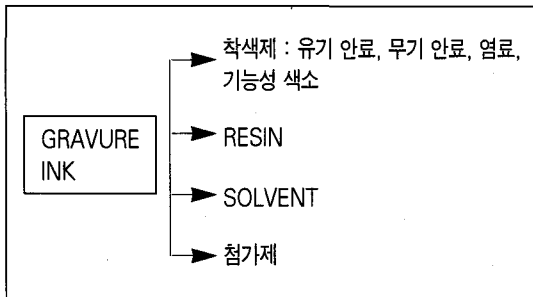 착색제 : 유기 안료, 무기 안료, 염료,
기능성 색소
GRAVURE
INK
RESIN
SOLVENT
첨가제